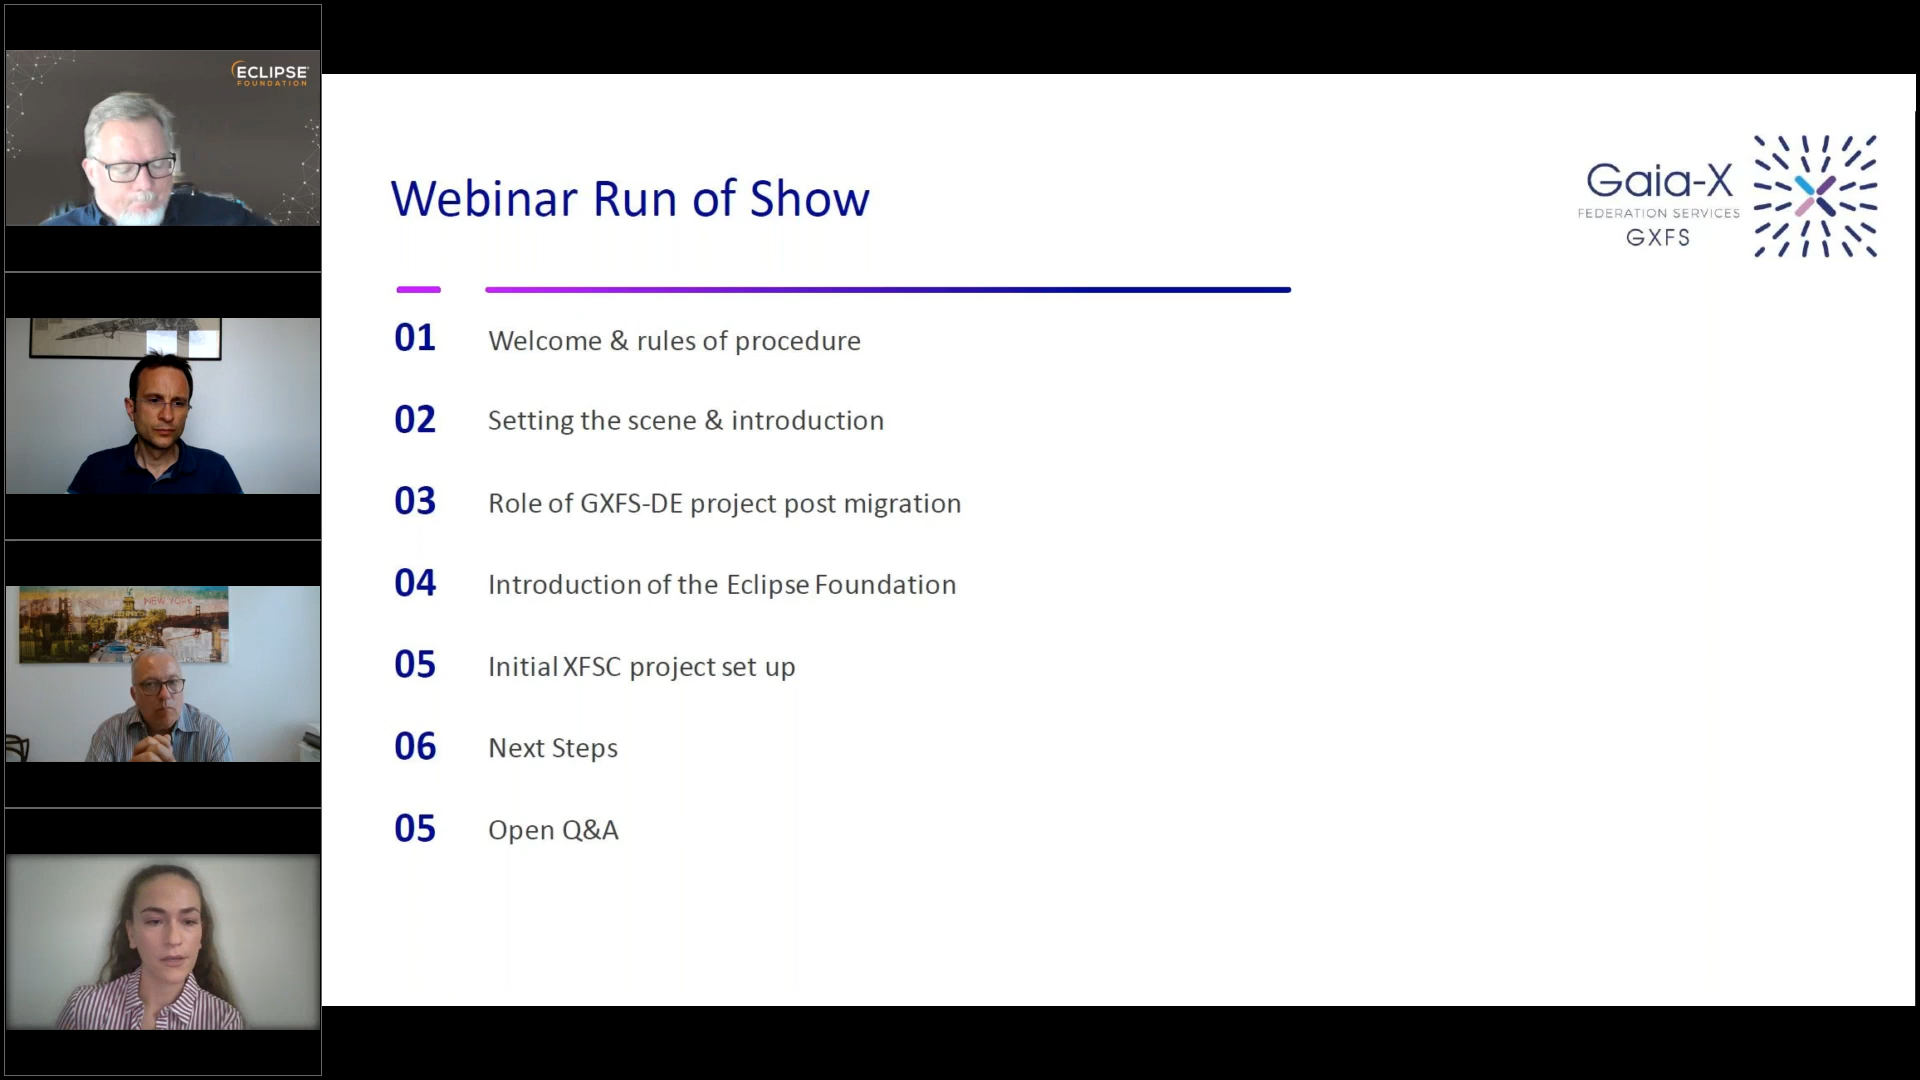 ECLIPSE
FOUNDATION
NEW YORK
Webinar Run of Show
Gaia-X
FEDERATION SERVICES
GXFS
01 Welcome & rules of procedure
02 Setting the scene & introduction
03 Role of GXFS-DE project post migration
04 Introduction of the Eclipse Foundation
05 Initial XFSC project set up
06 Next Steps
05 Open Q&A